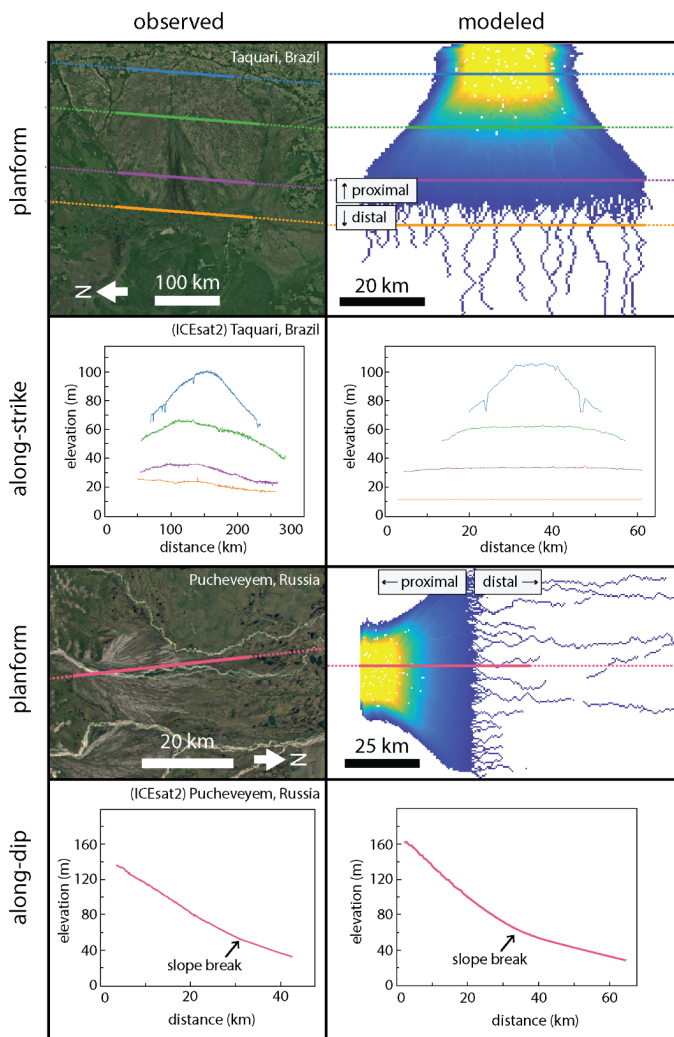 observed
modeled
planform
Taquari, Brazil
N
100 km
↑ proximal
↓ distal
20 km
along-strike
(ICEsat2) Taquari, Brazil
elevation (m)
100
80
60
40
20
0
0
100
200
300
distance (km)
elevation (m)
100
80
60
40
20
0
0
20
40
60
distance (km)
planform
Pucheveyem, Russia
20 km
N
← proximal
distal →
25 km
along-dip
(ICEsat2) Pucheveyem, Russia
elevation (m)
160
120
80
40
0
slope break
0
20
40
distance (km)
elevation (m)
160
120
80
40
0
slope break
0
20
40
60
distance (km)